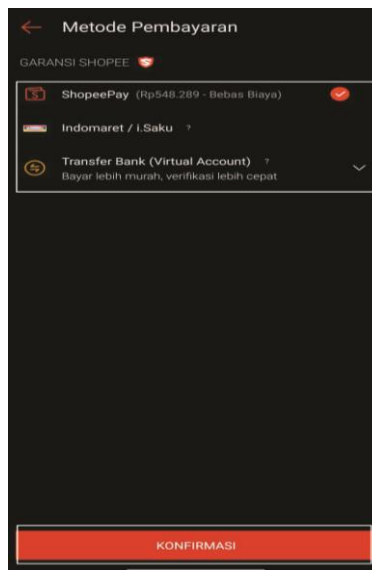 Metode Pembayaran
GARANSI SHOPEE
ShopeePay (Rp548.289 - Bebas Biaya)
Indomaret / i.Saku ?
Transfer Bank (Virtual Account) ?
Bayar lebih murah, verifikasi lebih cepat
KONFIRMASI